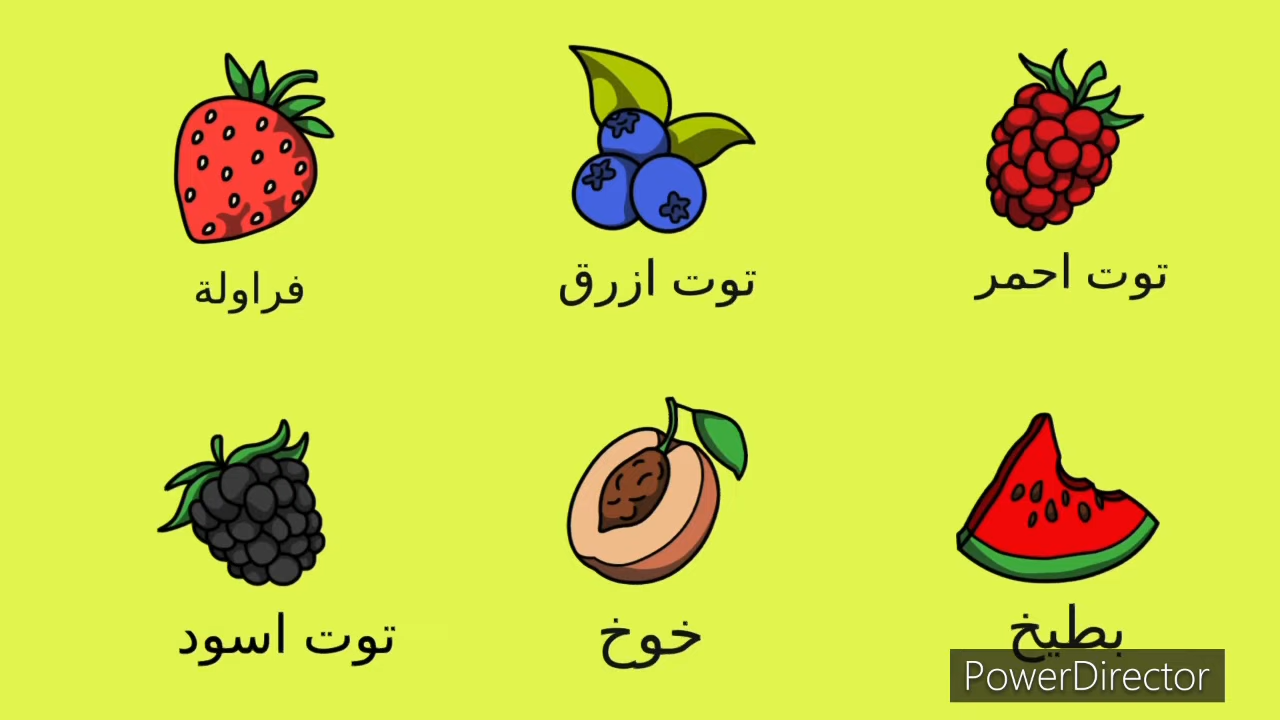 توت احمر
توت ازرق
فراولة
بطيخ
خوخ
توت اسود
PowerDirector